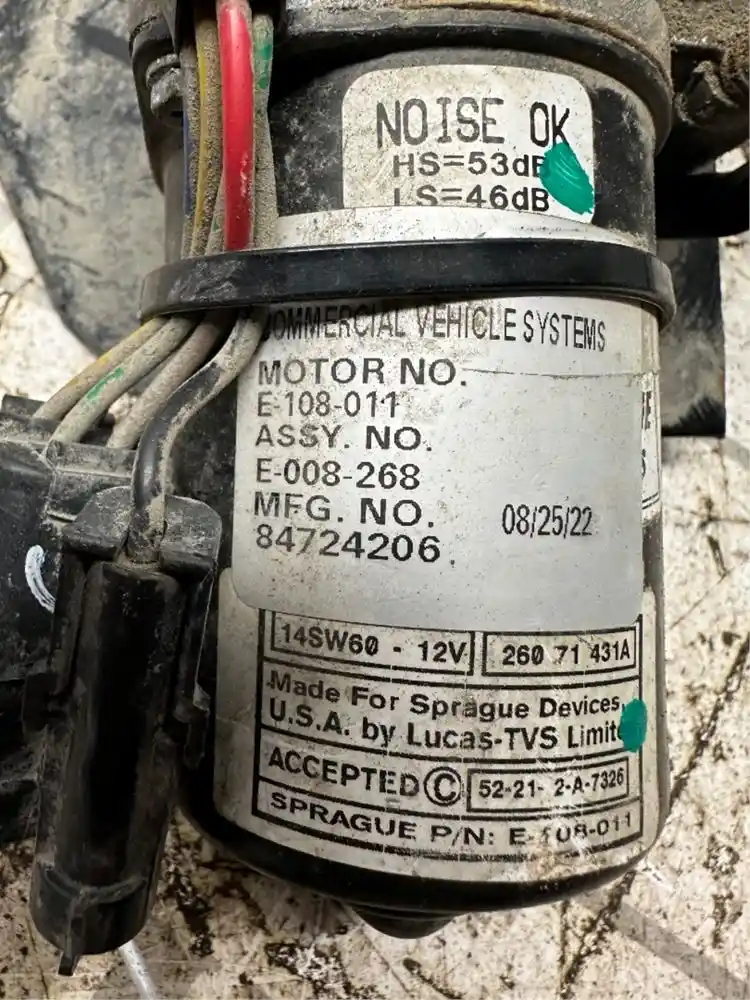 NOISE OK
HS=53dB
LS=46dB
COMMERCIAL VEHICLE SYSTEMS
MOTOR NO.
E-108-011
ASSY. NO.
E-008-268
MFG. NO.
84724206
08/25/22
14SW60 - 12V
260 71 431A
Made For Sprague Devices,
U.S.A. by Lucas-TVS Limite
ACCEPTED © 52-21- 2-A-7326
SPRAGUE P/N: E-108-011